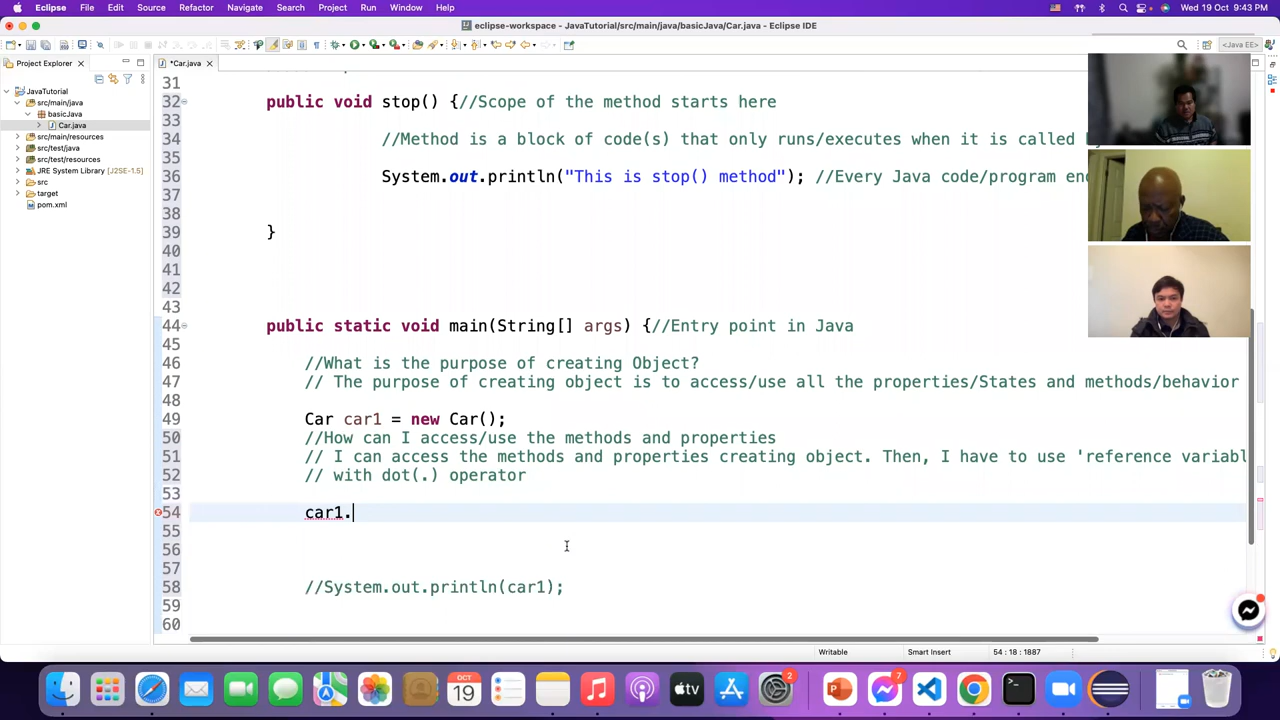 Eclipse File Edit Source Refactor Navigate Search Project Run Window Help Wed 19 Oct 9:43 PM
eclipse-workspace - JavaTutorial/src/main/java/basicJava/Car.java - Eclipse IDE
<Java EE>
Project Explorer
*Car.java
JavaTutorial
src/main/java
basicJava
Car.java
src/main/resources
src/test/java
src/test/resources
JRE System Library [J2SE-1.5]
src
target
pom.xml
31
32 public void stop() {//Scope of the method starts here
33
34 //Method is a block of code(s) that only runs/executes when it is called
35
36 System.out.println("This is stop() method"); //Every Java code/program en
37
38
39 }
40
41
42
43
44 public static void main(String[] args) {//Entry point in Java
45
46 //What is the purpose of creating Object?
47 // The purpose of creating object is to access/use all the properties/States and methods/behavior
48
49 Car car1 = new Car();
50 //How can I access/use the methods and properties
51 // I can access the methods and properties creating object. Then, I have to use 'reference variabl
52 // with dot(.) operator
53
54 car1.
55
56
57
58 //System.out.println(car1);
59
60
Writable Smart Insert 54 : 18 : 1887
OCT
19
2
7
tv